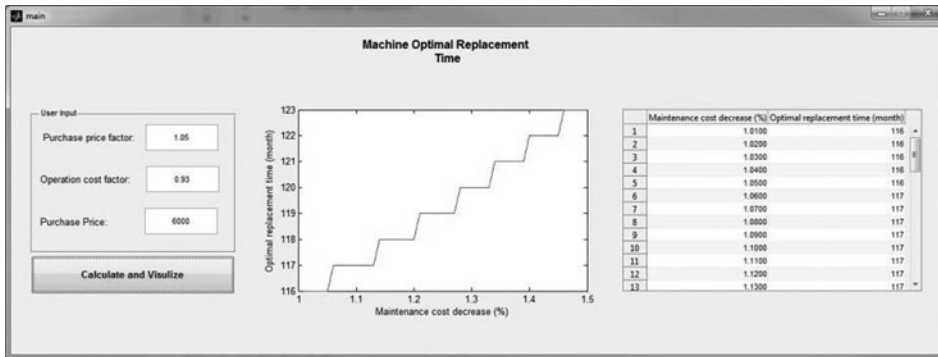 main
Machine Optimal Replacement
Time
User Input
Purchase price factor: 1.05
Operation cost factor: 0.93
Purchase Price: 6000
Calculate and Visulize
Optimal replacement time (month)
123
122
121
120
119
118
117
116
1 1.1 1.2 1.3 1.4 1.5
Maintenance cost decrease (%)
Maintenance cost decrease (%) Optimal replacement time (month)
1 1.0100 116
2 1.0200 116
3 1.0300 116
4 1.0400 116
5 1.0500 116
6 1.0600 117
7 1.0700 117
8 1.0800 117
9 1.0900 117
10 1.1000 117
11 1.1100 117
12 1.1200 117
13 1.1300 117